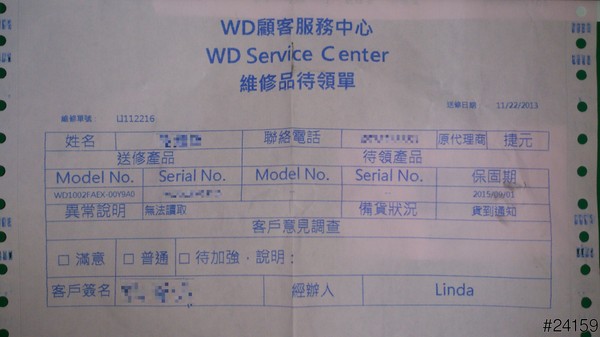 WD顧客服務中心
WD Service Center
維修品待領單
維修單號: LI112216 送修日期 11/22/2013
姓名 聯絡電話 原代理商 捷元
送修產品 待領產品
Model No. Serial No. Model No. Serial No. 保固期
WD1002FAEX-00Y9A0 -- -- 2015/09/01
異常說明 無法讀取 備貨狀況 貨到通知
客戶意見調查
□ 滿意 □ 普通 □ 待加強，說明：
客戶簽名 經辦人 Linda
#24159